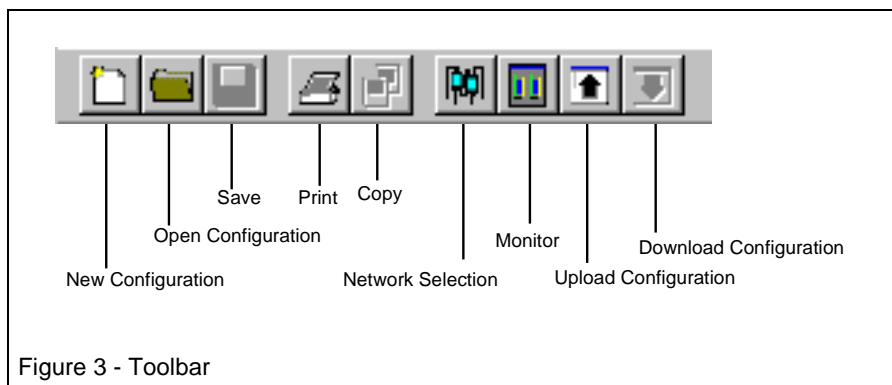 Save
Print
Copy
Open Configuration
Monitor
Download Configuration
New Configuration
Network Selection
Upload Configuration
Figure 3 - Toolbar